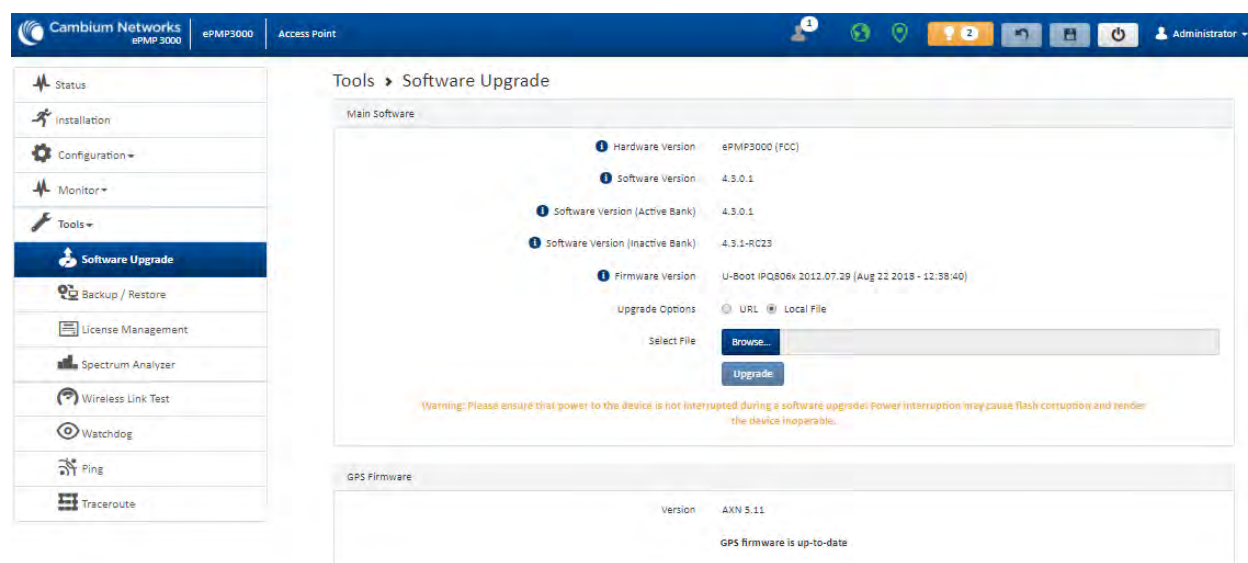 Cambium Networks
ePMP 3000
ePMP3000
Access Point
1
2
Administrator
Status
Installation
Configuration
Monitor
Tools
Software Upgrade
Backup / Restore
License Management
Spectrum Analyzer
Wireless Link Test
Watchdog
Ping
Traceroute
Tools > Software Upgrade
Main Software
Hardware Version ePMP3000 (FCC)
Software Version 4.3.0.1
Software Version (Active Bank) 4.3.0.1
Software Version (Inactive Bank) 4.3.1-RC23
Firmware Version U-Boot IPQ806x 2012.07.29 (Aug 22 2018 - 12:38:40)
Upgrade Options URL Local File
Select File Browse...
Upgrade
Warning: Please ensure that power to the device is not interrupted during a software upgrade. Power interruption may cause flash corruption and render
the device inoperable.
GPS Firmware
Version AXN 5.11
GPS firmware is up-to-date